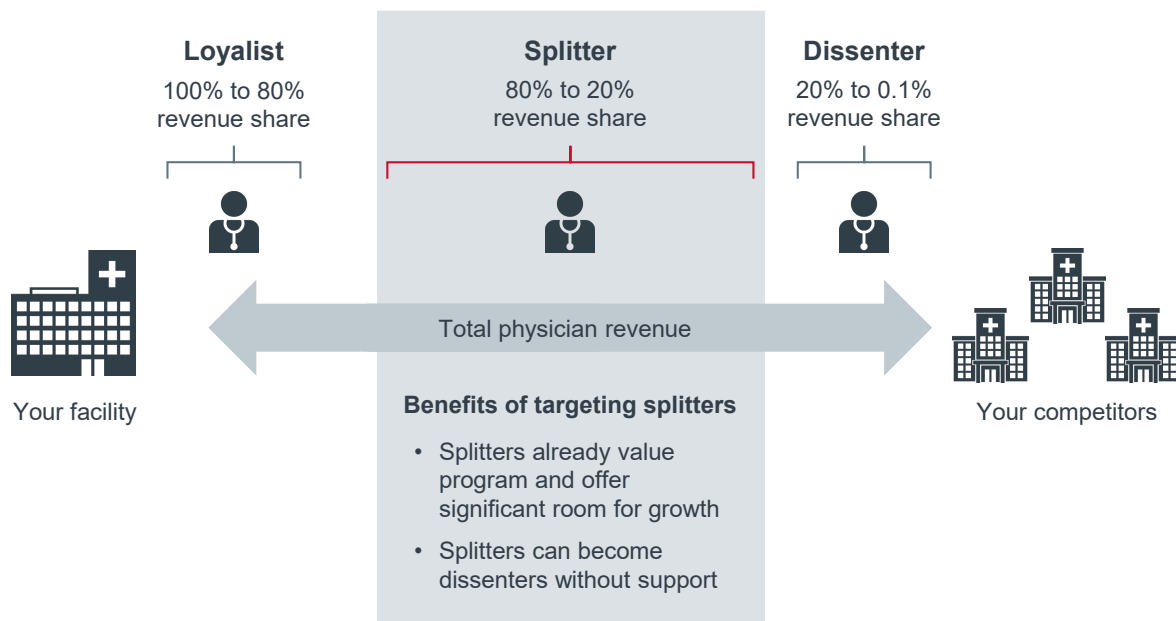 Loyalist
100% to 80%
revenue share
Splitter
80% to 20%
revenue share
Dissenter
20% to 0.1%
revenue share
Total physician revenue
Your facility
Your competitors
Benefits of targeting splitters
• Splitters already value
program and offer
significant room for growth
• Splitters can become
dissenters without support